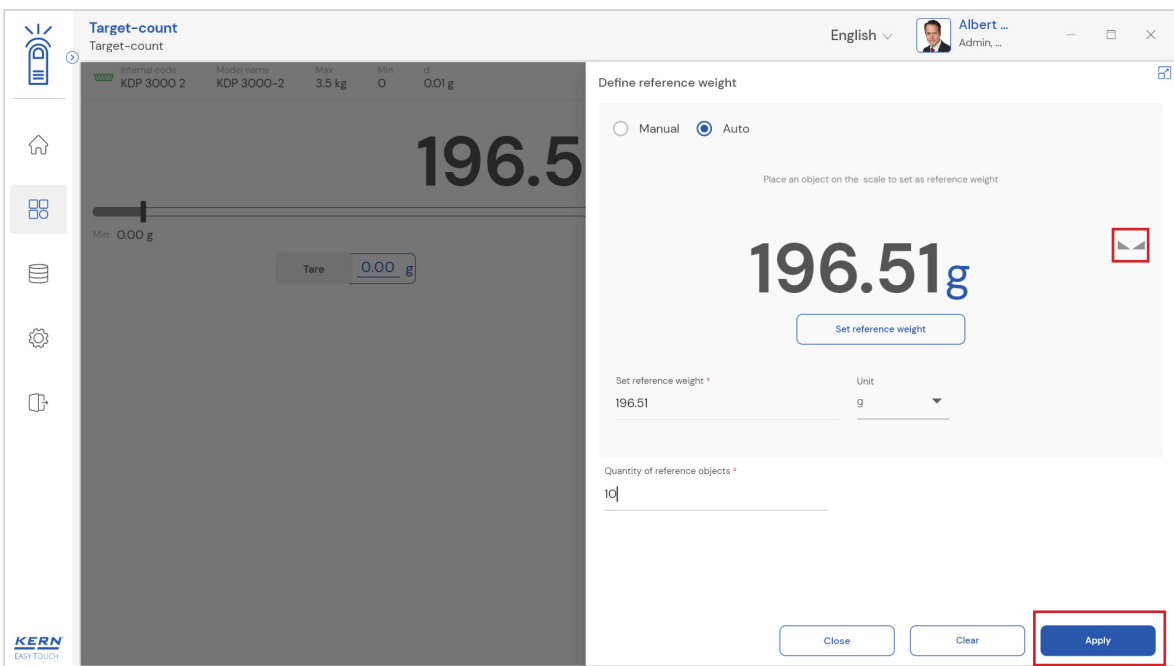 Target-count
Target-count
English
Albert ...
Admin, ...
Internal code Model name Max Min d
KDP 3000 2 KDP 3000-2 3.5 kg 0 0.01 g
196.5
Min: 0.00 g
Tare 0.00 g
Define reference weight
Manual Auto
Place an object on the scale to set as reference weight
196.51g
Set reference weight
Set reference weight * Unit
196.51 g
Quantity of reference objects *
10
Close Clear Apply
KERN
EASY TOUCH